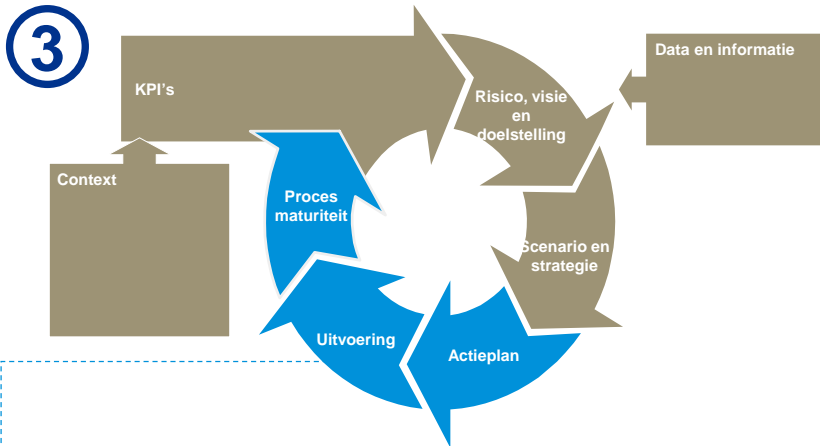 3
KPI's
Data en informatie
Risico, visie
en
doelstelling
Context
Proces
maturiteit
Scenario en
strategie
Uitvoering
Actieplan